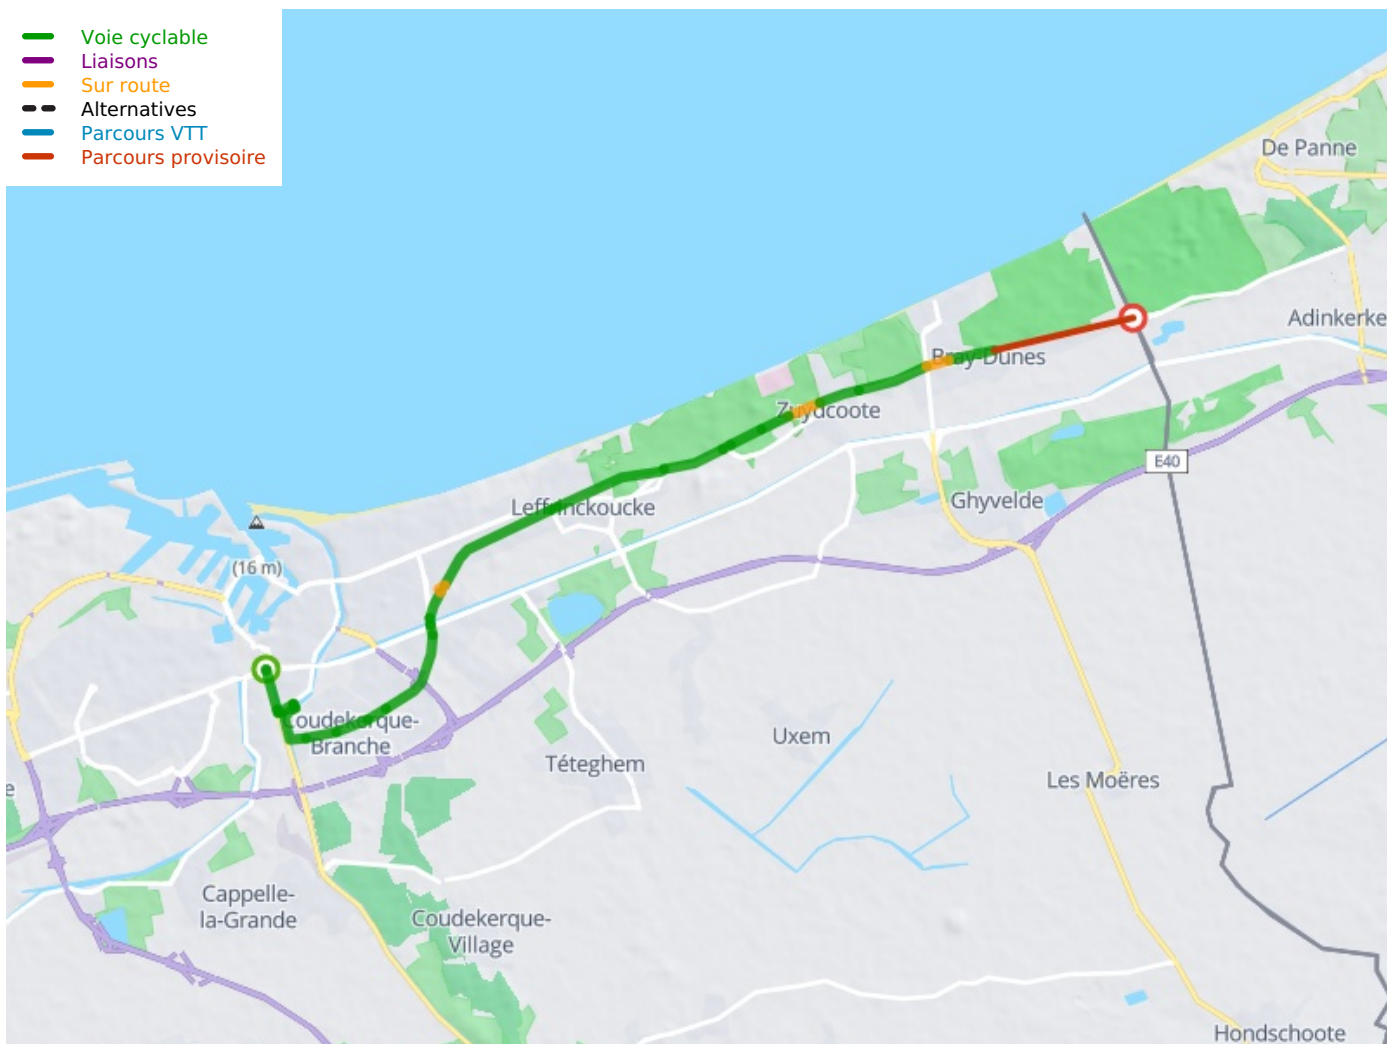 Voie cyclable
Liaisons
Sur route
Alternatives
Parcours VTT
Parcours provisoire
De Panne
Adinkerke
Bray-Dunes
Zuydcoote
E40
Ghyvelde
Leffrinckoucke
(16 m)
Coudekerque-
Branche
Téteghem
Uxem
Les Moëres
e
Cappelle-
la-Grande
Coudekerque-
Village
Hondschoote